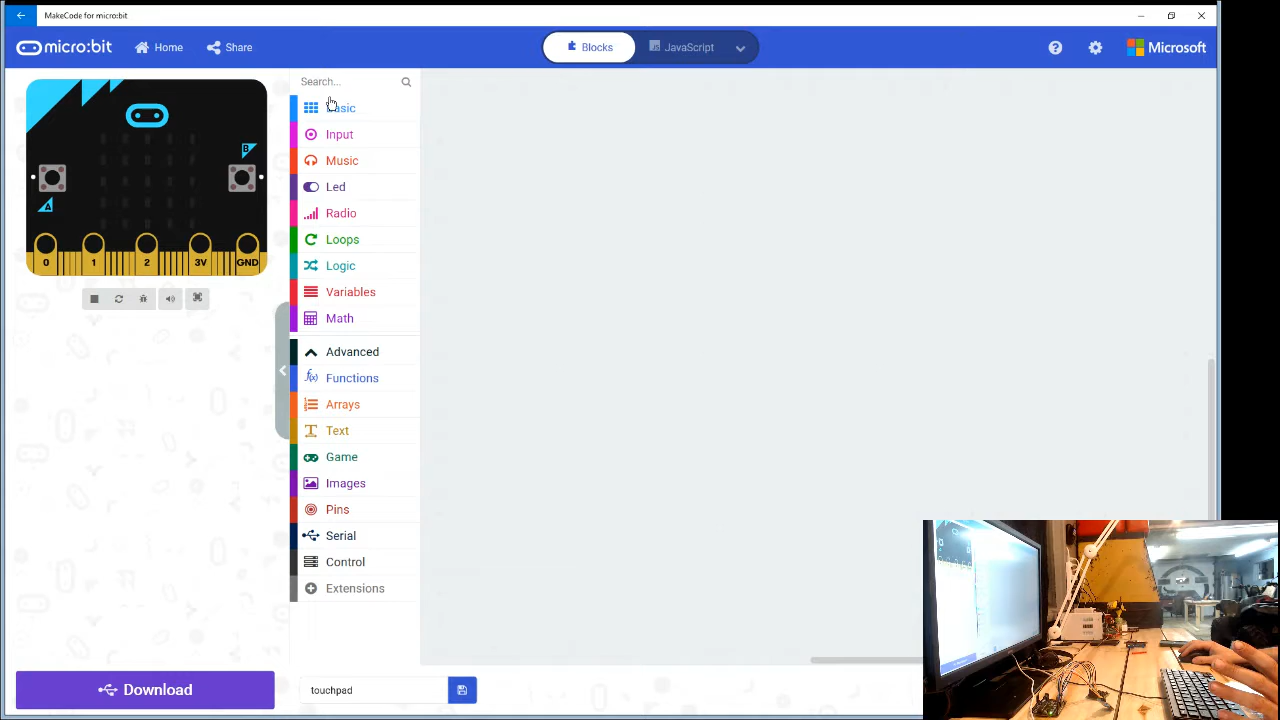 MakeCode for micro:bit
micro:bit Home Share Blocks JavaScript Microsoft
Search...
Basic
Input
Music
Led
Radio
Loops
Logic
Variables
Math
Advanced
Functions
Arrays
Text
Game
Images
Pins
Serial
Control
Extensions
A
B
0 1 2 3V GND
Download
touchpad